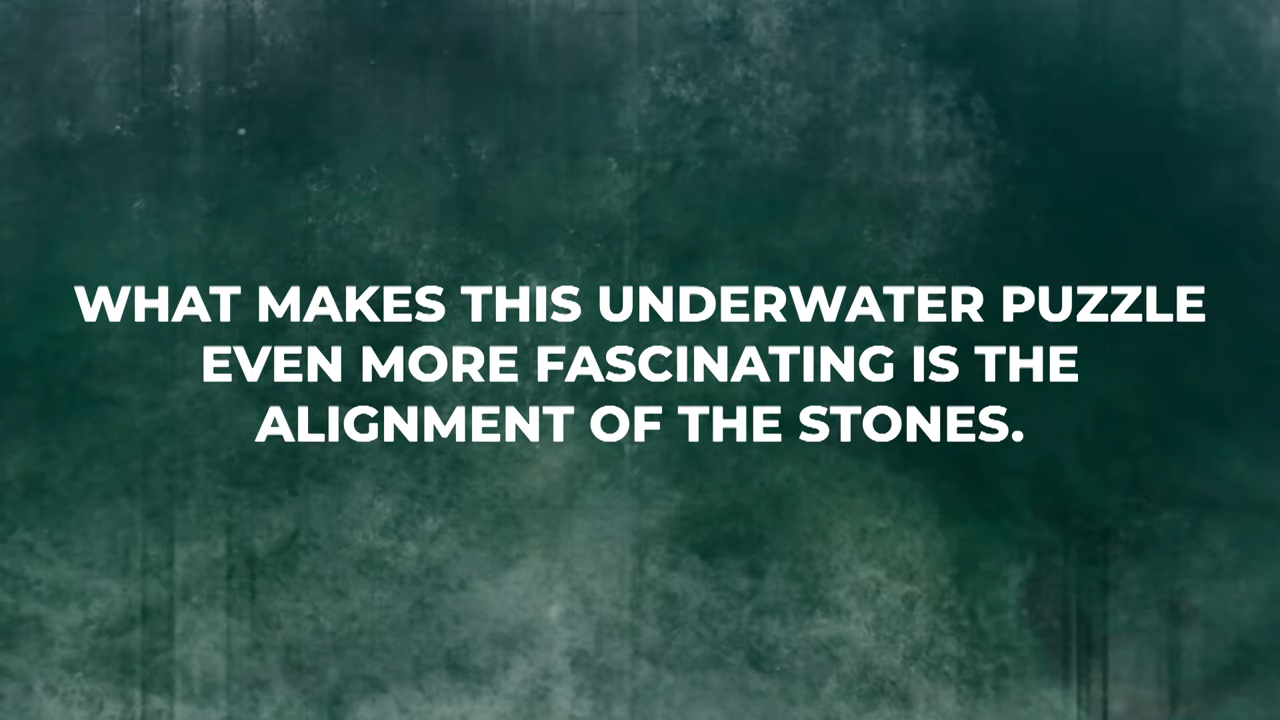 WHAT MAKES THIS UNDERWATER PUZZLE
EVEN MORE FASCINATING IS THE
ALIGNMENT OF THE STONES.